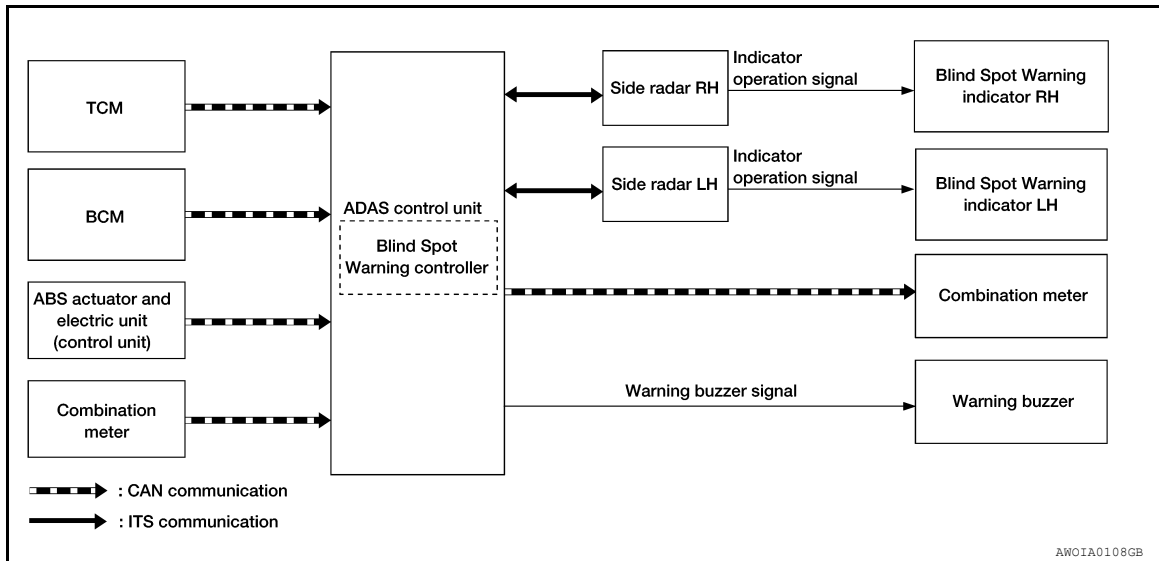 TCM
BCM
ABS actuator and
electric unit
(control unit)
Combination
meter
ADAS control unit
Blind Spot
Warning controller
Side radar RH
Indicator
operation signal
Blind Spot Warning
indicator RH
Side radar LH
Indicator
operation signal
Blind Spot Warning
indicator LH
Combination meter
Warning buzzer signal
Warning buzzer
: CAN communication
: ITS communication
AWOIA0108GB